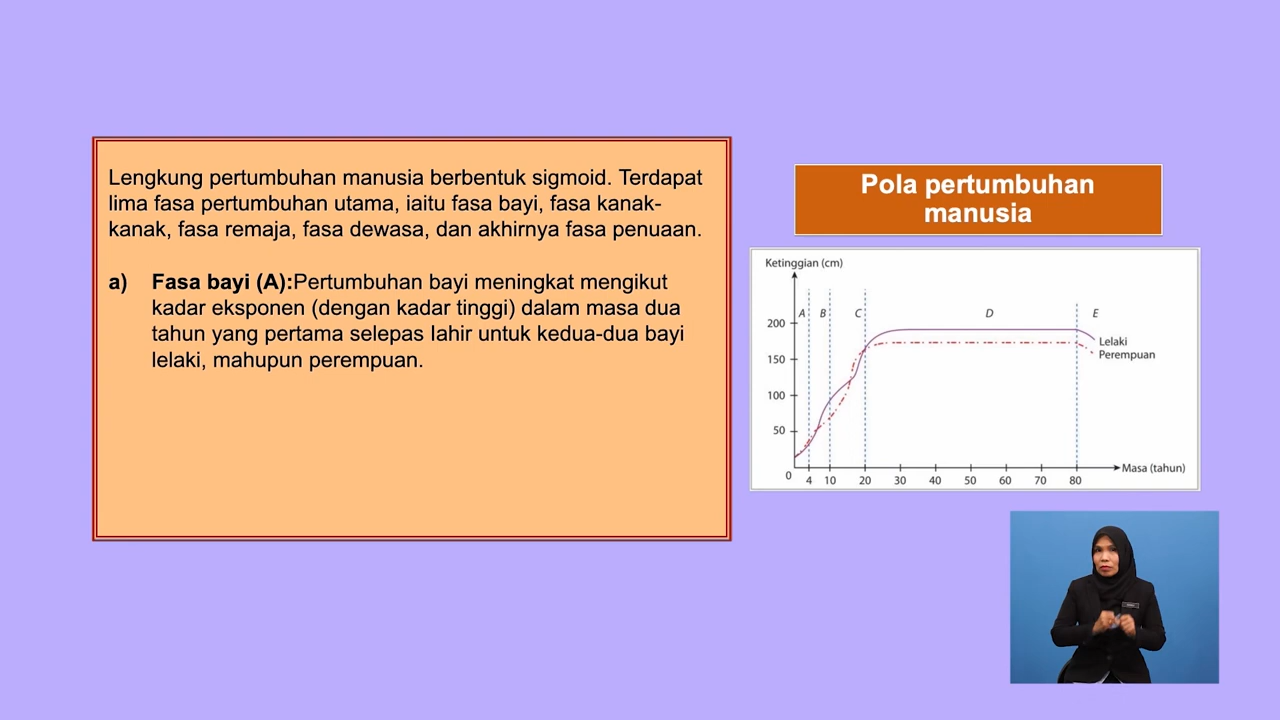 Lengkung pertumbuhan manusia berbentuk sigmoid. Terdapat
lima fasa pertumbuhan utama, iaitu fasa bayi, fasa kanak-
kanak, fasa remaja, fasa dewasa, dan akhirnya fasa penuaan.
a) Fasa bayi (A):Pertumbuhan bayi meningkat mengikut
kadar eksponen (dengan kadar tinggi) dalam masa dua
tahun yang pertama selepas lahir untuk kedua-dua bayi
lelaki, mahupun perempuan.
Pola pertumbuhan
manusia
Ketinggian (cm)
A B C D E
200
150
100
50
0
Lelaki
Perempuan
4 10 20 30 40 50 60 70 80
Masa (tahun)